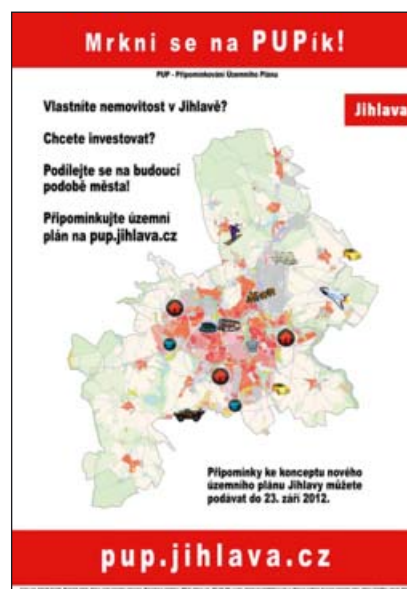 Mrkni se na PUPík!
PUP - Připomínkování Územního Plánu
Vlastníte nemovitost v Jihlavě?
Jihlava
Chcete investovat?
Podílejte se na budoucí
podobě města!
Připomínkujte územní
plán na pup.jihlava.cz
Připomínky ke konceptu nového
územního plánu Jihlavy můžete
podávat do 23. září 2012.
pup.jihlava.cz